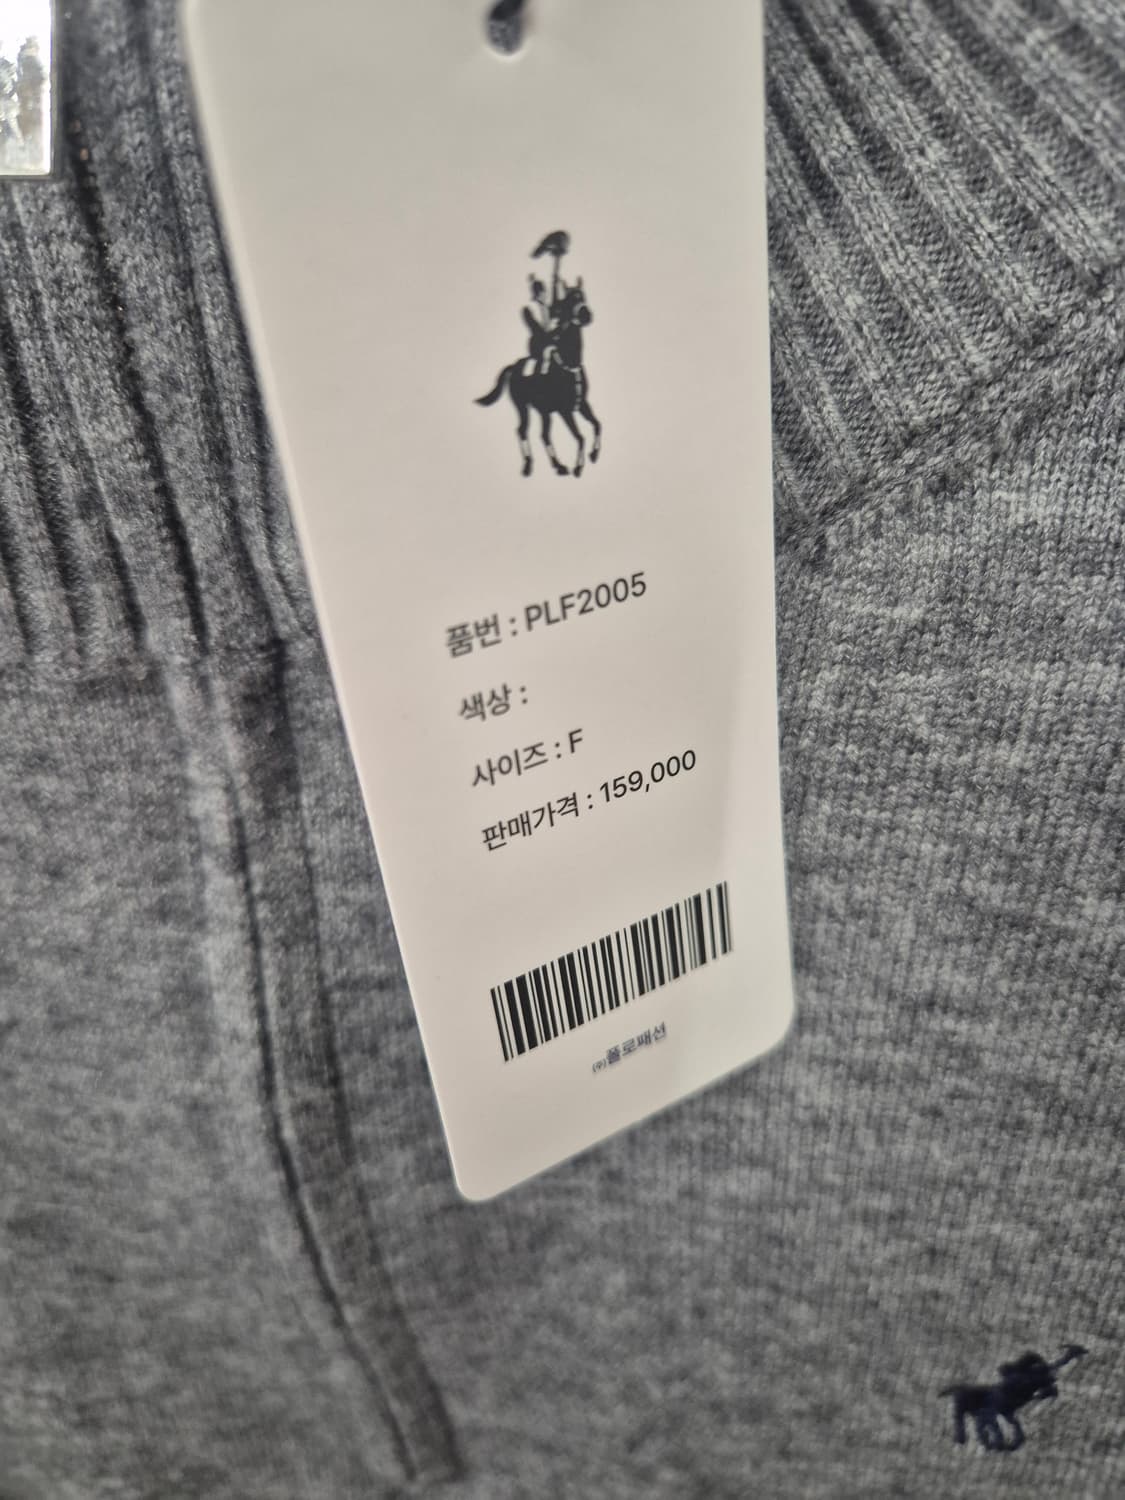 품번 : PLF2005
색상 :
사이즈 : F
판매가격 : 159,000
㈜폴로패션